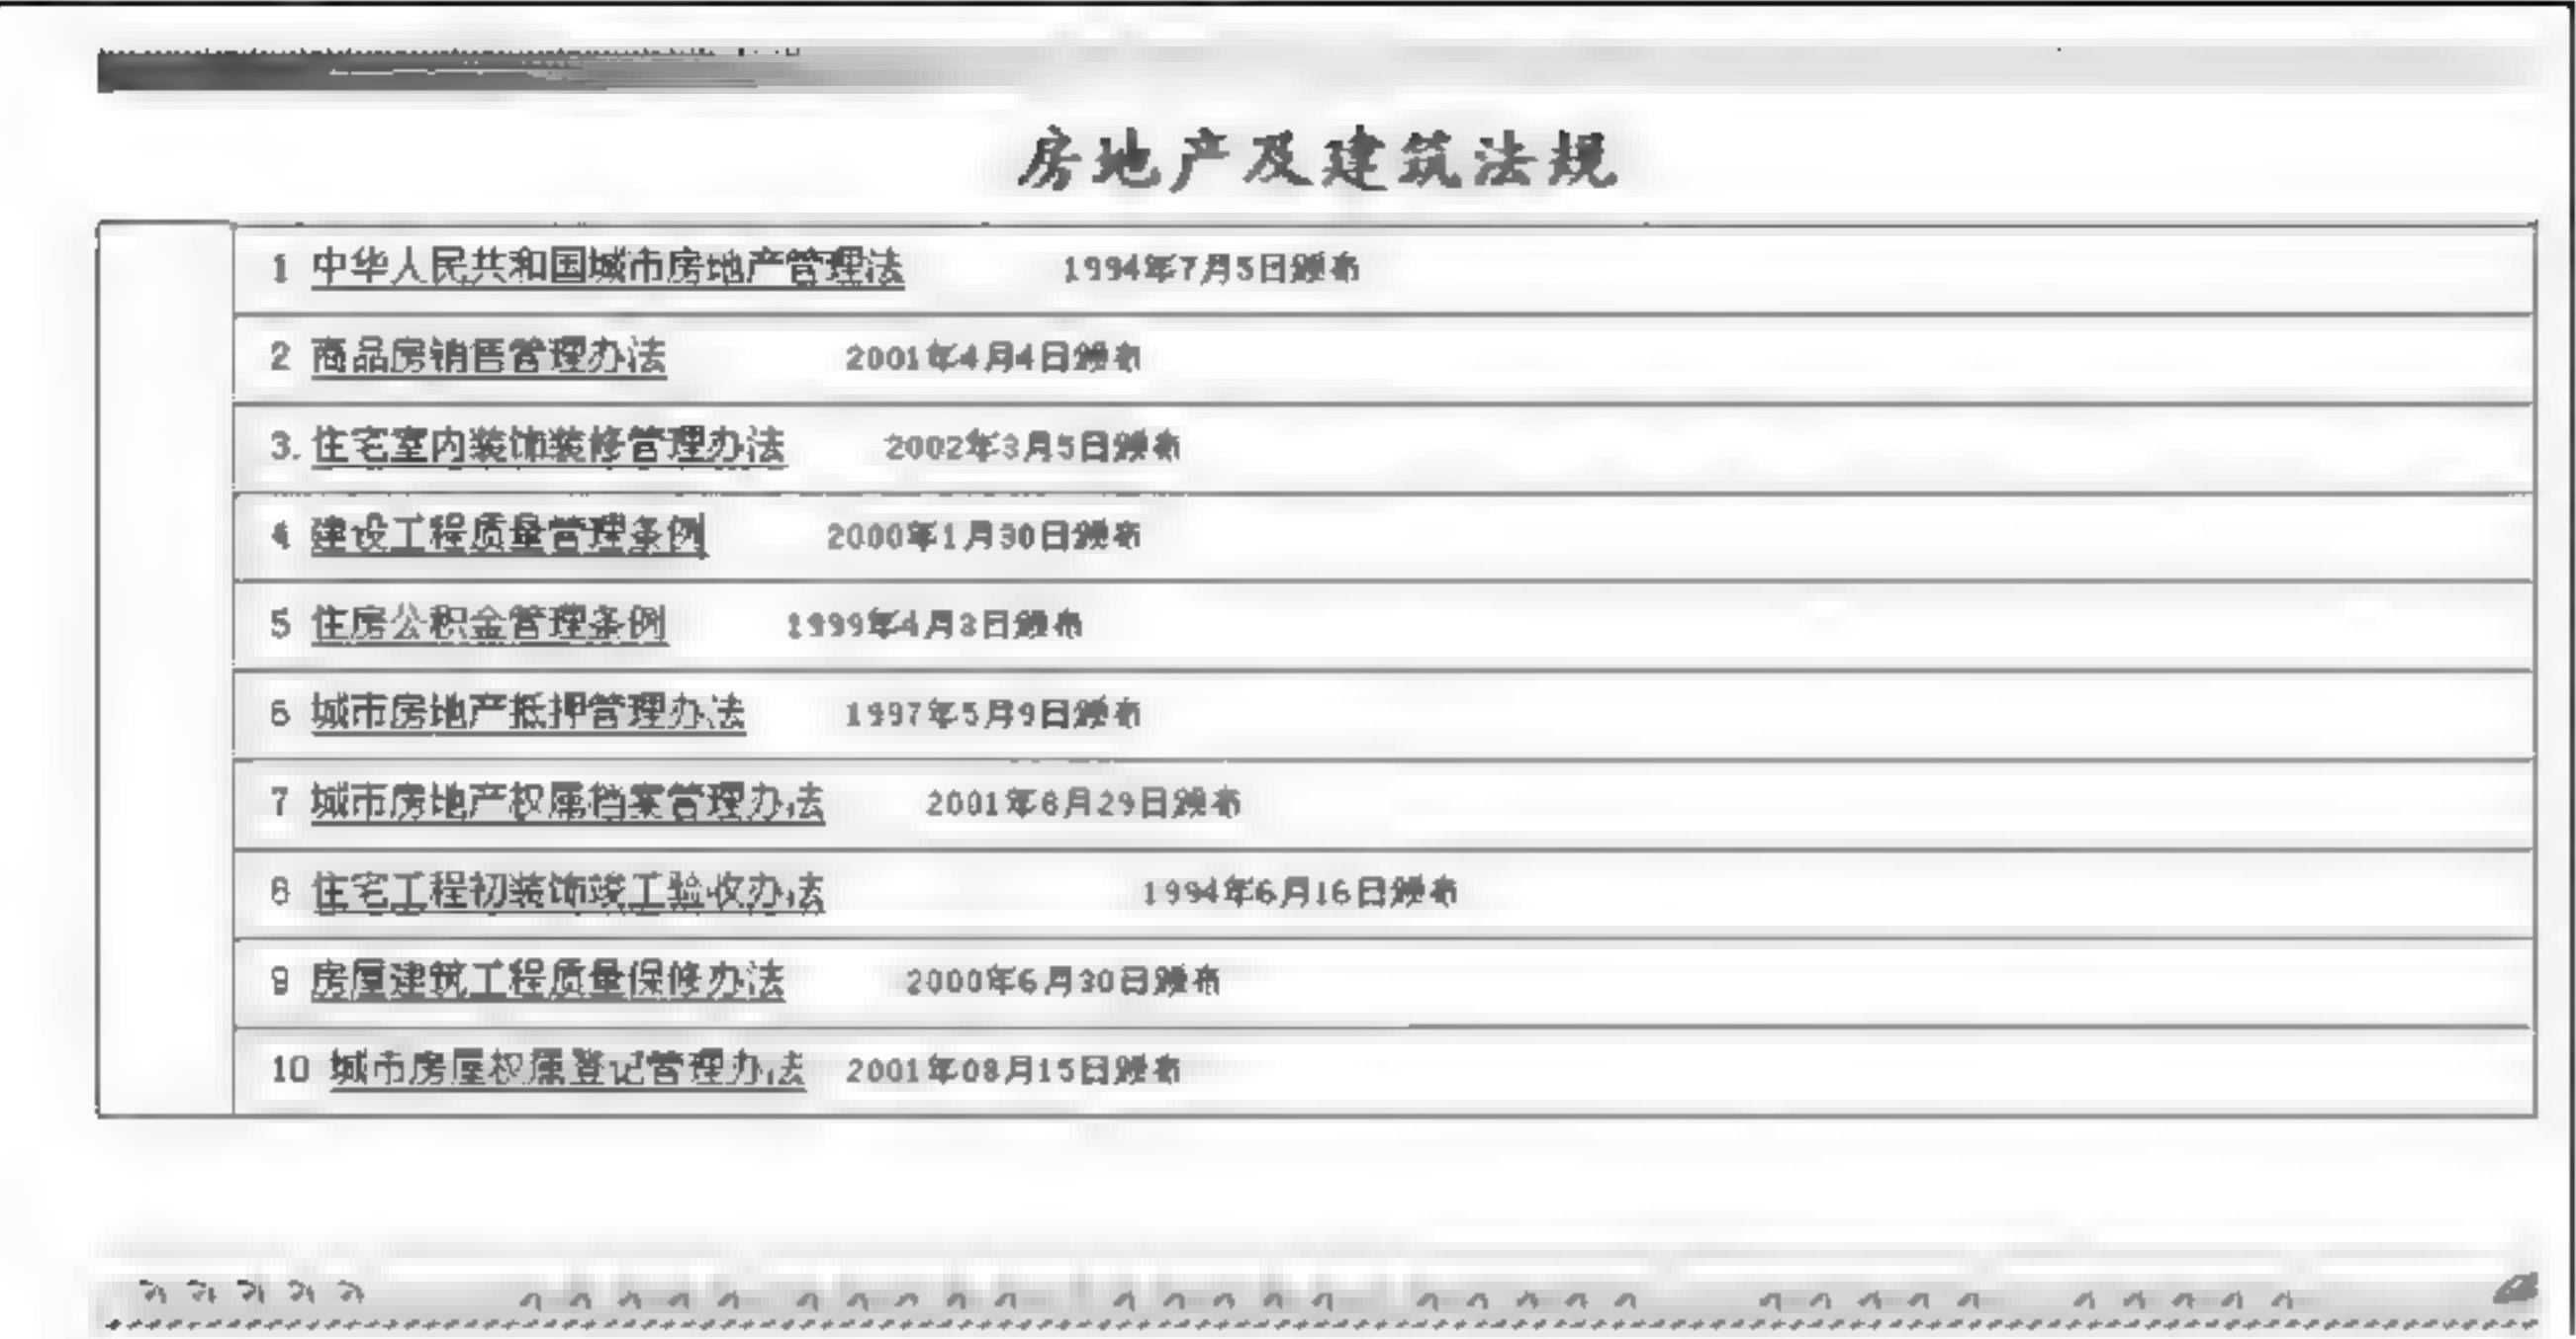 房地产及建筑法规
1 中华人民共和国城市房地产管理法 1994年7月5日颁布
2 商品房销售管理办法 2001年4月4日颁布
3. 住宅室内装饰装修管理办法 2002年3月5日颁布
4 建设工程质量管理条例 2000年1月30日颁布
5 住房公积金管理条例 1999年4月3日颁布
6 城市房地产抵押管理办法 1997年5月9日颁布
7 城市房地产权属档案管理办法 2001年8月29日颁布
8 住宅工程初装饰竣工验收办法 1994年6月16日颁布
9 房屋建筑工程质量保修办法 2000年6月30日颁布
10 城市房屋权属登记管理办法 2001年08月15日颁布